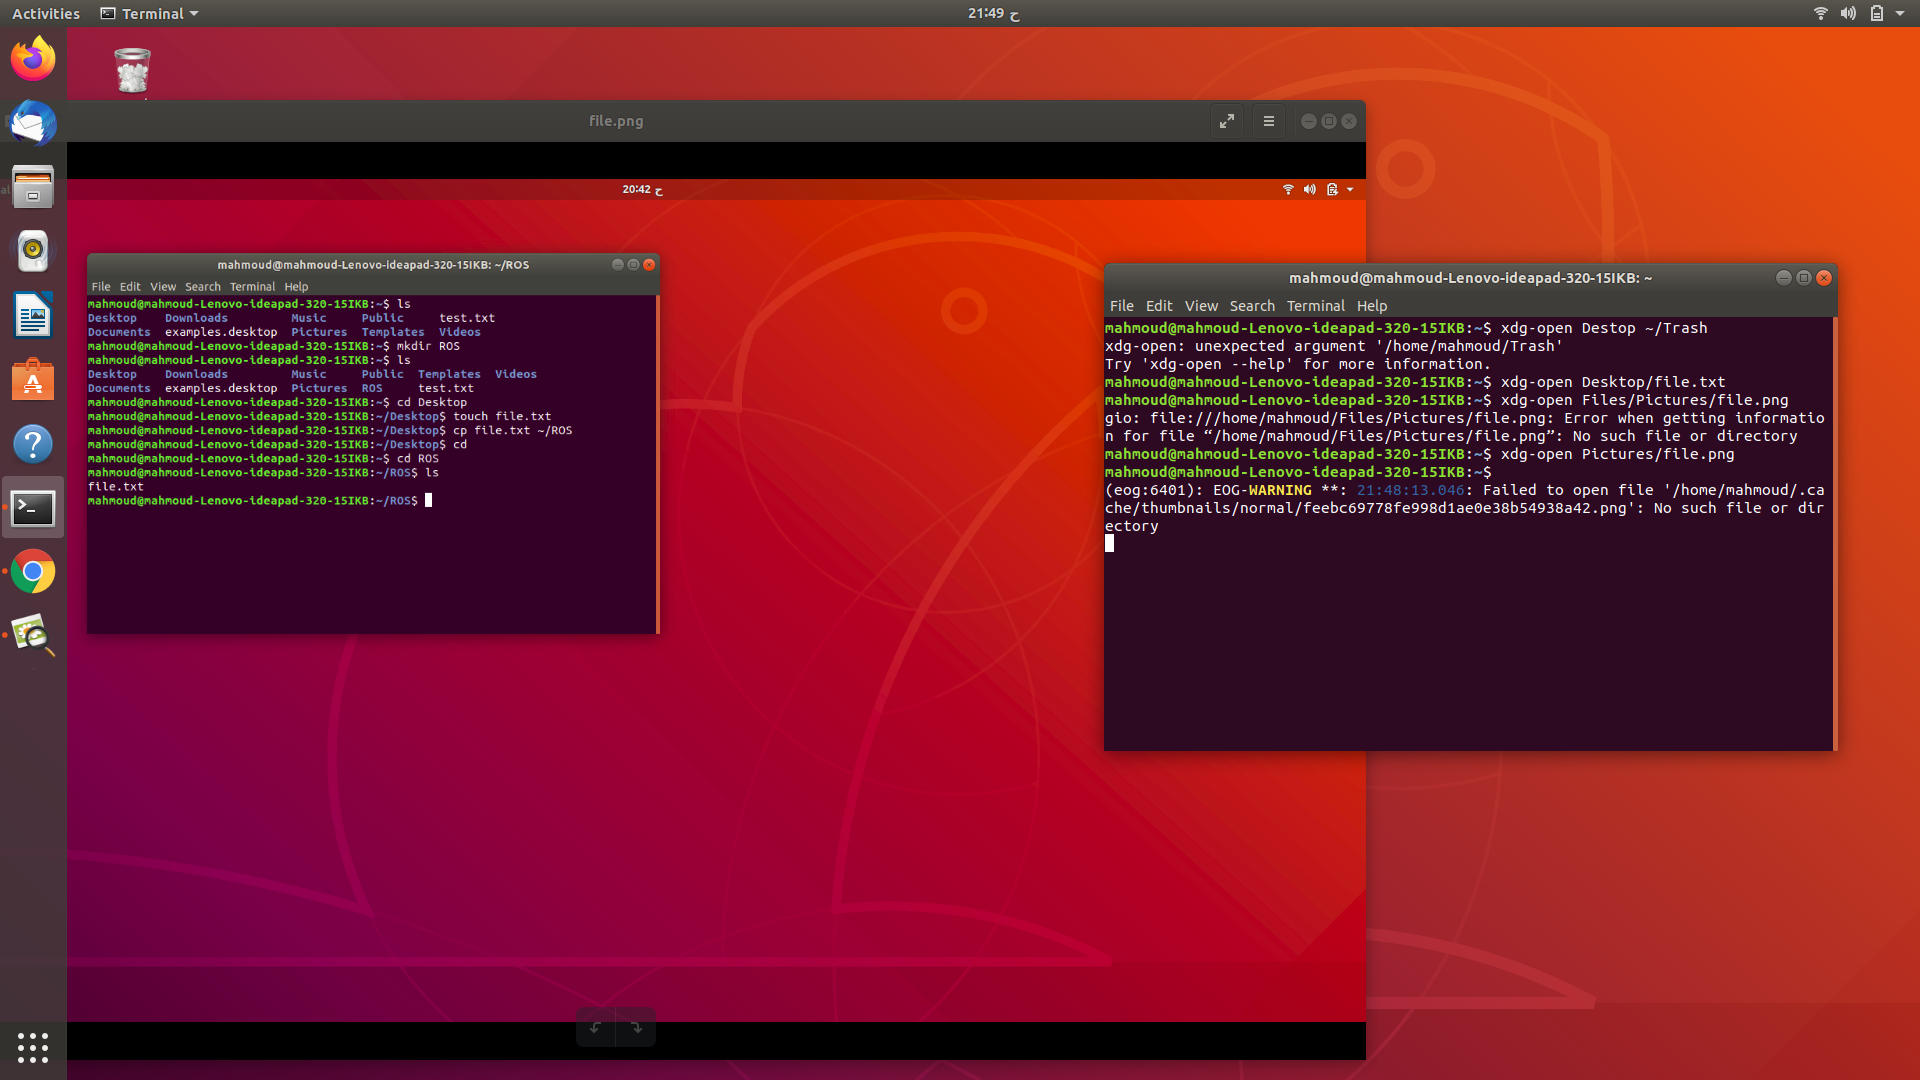 Activities
Terminal
21:49 ح
file.png
20:42 ح
al
mahmoud@mahmoud-Lenovo-ideapad-320-15IKB: ~/ROS
File Edit View Search Terminal Help
mahmoud@mahmoud-Lenovo-ideapad-320-15IKB:~$ ls
Desktop Downloads Music Public test.txt
Documents examples.desktop Pictures Templates Videos
mahmoud@mahmoud-Lenovo-ideapad-320-15IKB:~$ mkdir ROS
mahmoud@mahmoud-Lenovo-ideapad-320-15IKB:~$ ls
Desktop Downloads Music Public Templates Videos
Documents examples.desktop Pictures ROS test.txt
mahmoud@mahmoud-Lenovo-ideapad-320-15IKB:~$ cd Desktop
mahmoud@mahmoud-Lenovo-ideapad-320-15IKB:~/Desktop$ touch file.txt
mahmoud@mahmoud-Lenovo-ideapad-320-15IKB:~/Desktop$ cp file.txt ~/ROS
mahmoud@mahmoud-Lenovo-ideapad-320-15IKB:~/Desktop$ cd
mahmoud@mahmoud-Lenovo-ideapad-320-15IKB:~$ cd ROS
mahmoud@mahmoud-Lenovo-ideapad-320-15IKB:~/ROS$ ls
file.txt
mahmoud@mahmoud-Lenovo-ideapad-320-15IKB:~/ROS$
mahmoud@mahmoud-Lenovo-ideapad-320-15IKB: ~
File Edit View Search Terminal Help
mahmoud@mahmoud-Lenovo-ideapad-320-15IKB:~$ xdg-open Destop ~/Trash
xdg-open: unexpected argument '/home/mahmoud/Trash'
Try 'xdg-open --help' for more information.
mahmoud@mahmoud-Lenovo-ideapad-320-15IKB:~$ xdg-open Desktop/file.txt
mahmoud@mahmoud-Lenovo-ideapad-320-15IKB:~$ xdg-open Files/Pictures/file.png
gio: file:///home/mahmoud/Files/Pictures/file.png: Error when getting informatio
n for file “/home/mahmoud/Files/Pictures/file.png”: No such file or directory
mahmoud@mahmoud-Lenovo-ideapad-320-15IKB:~$ xdg-open Pictures/file.png
mahmoud@mahmoud-Lenovo-ideapad-320-15IKB:~$
(eog:6401): EOG-WARNING **: 21:48:13.046: Failed to open file '/home/mahmoud/.ca
che/thumbnails/normal/feebc69778fe998d1ae0e38b54938a42.png': No such file or dir
ectory